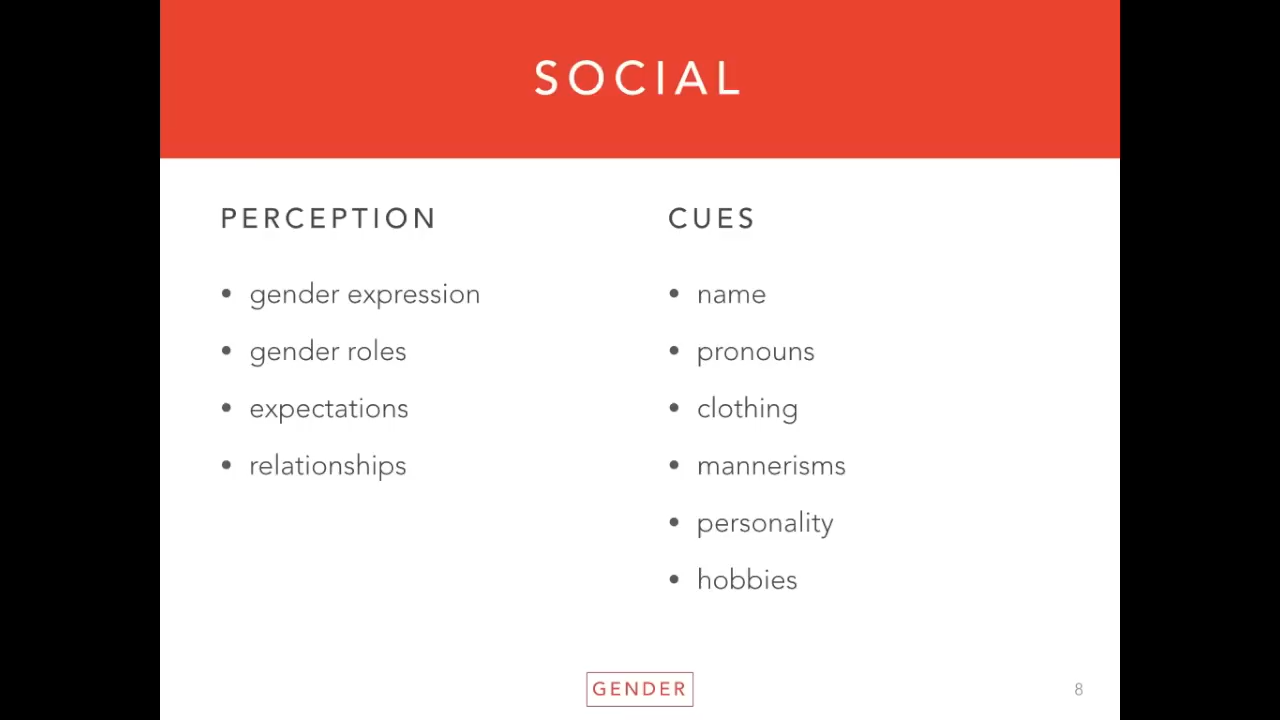 SOCIAL
PERCEPTION
• gender expression
• gender roles
• expectations
• relationships
CUES
• name
• pronouns
• clothing
• mannerisms
• personality
• hobbies
GENDER
8